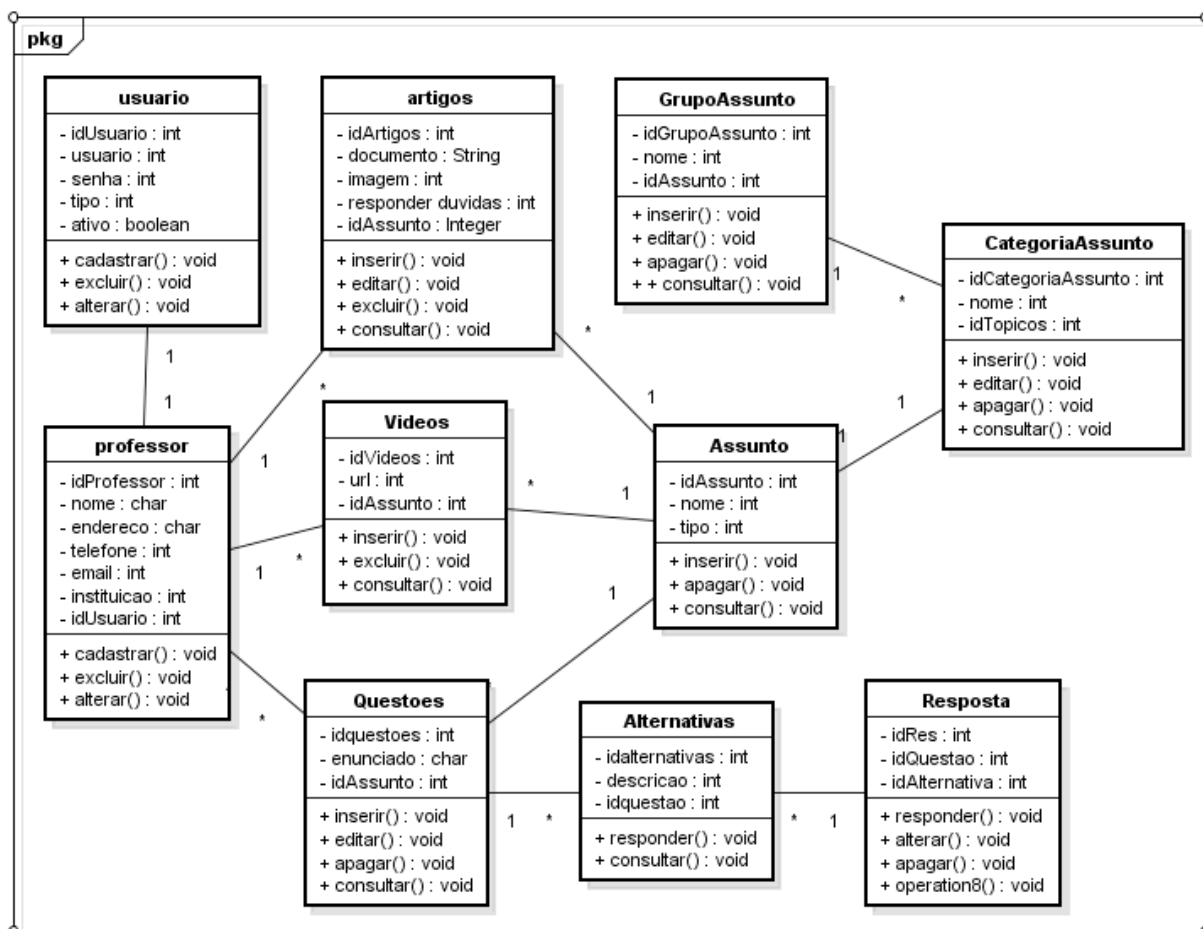 pkg
usuario
- idUsuario : int
- usuario : int
- senha : int
- tipo : int
- ativo : boolean
+ cadastrar() : void
+ excluir() : void
+ alterar() : void
artigos
- idArtigos : int
- documento : String
- imagem : int
- responder duvidas : int
- idAssunto : Integer
+ inserir() : void
+ editar() : void
+ excluir() : void
+ consultar() : void
GrupoAssunto
- idGrupoAssunto : int
- nome : int
- idAssunto : int
+ inserir() : void
+ editar() : void
+ apagar() : void
+ + consultar() : void
1
*
CategoriaAssunto
- idCategoriaAssunto : int
- nome : int
- idTopicos : int
+ inserir() : void
+ editar() : void
+ apagar() : void
+ consultar() : void
1
1
*
1
*
1
1
1
professor
- idProfessor : int
- nome : char
- endereco : char
- telefone : int
- email : int
- instituicao : int
- idUsuario : int
+ cadastrar() : void
+ excluir() : void
+ alterar() : void
Videos
- idVideos : int
- url : int
- idAssunto : int
+ inserir() : void
+ excluir() : void
+ consultar() : void
1
*
*
1
Assunto
- idAssunto : int
- nome : int
- tipo : int
+ inserir() : void
+ apagar() : void
+ consultar() : void
1
*
Questoes
- idquestoes : int
- enunciado : char
- idAssunto : int
+ inserir() : void
+ editar() : void
+ apagar() : void
+ consultar() : void
1
*
Alternativas
- idalternativas : int
- descricao : int
- idquestao : int
+ responder() : void
+ consultar() : void
*
1
Resposta
- idRes : int
- idQuestao : int
- idAlternativa : int
+ responder() : void
+ alterar() : void
+ apagar() : void
+ operation8() : void